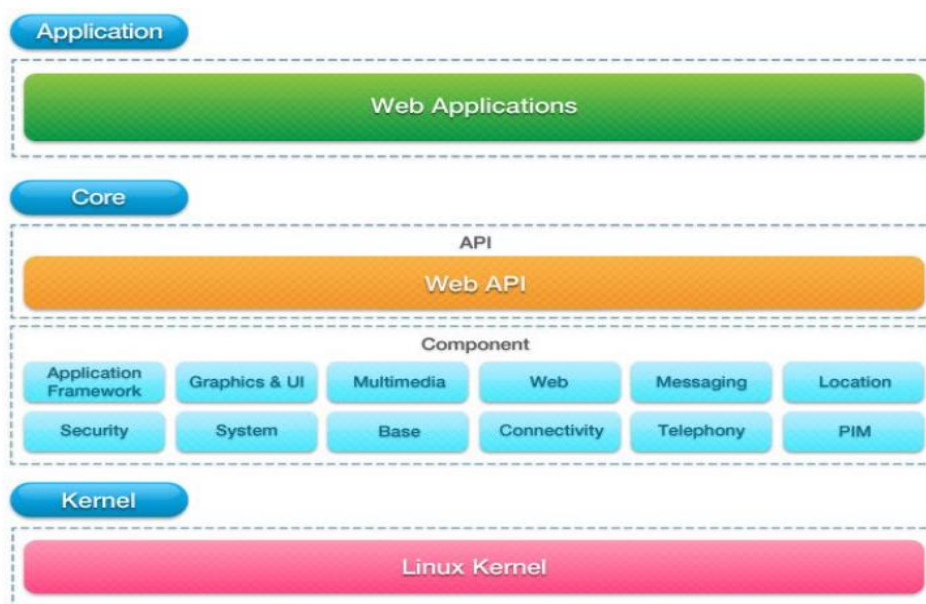 Application
Web Applications
Core
API
Web API
Component
Application
Framework
Graphics & UI
Multimedia
Web
Messaging
Location
Security
System
Base
Connectivity
Telephony
PIM
Kernel
Linux Kernel